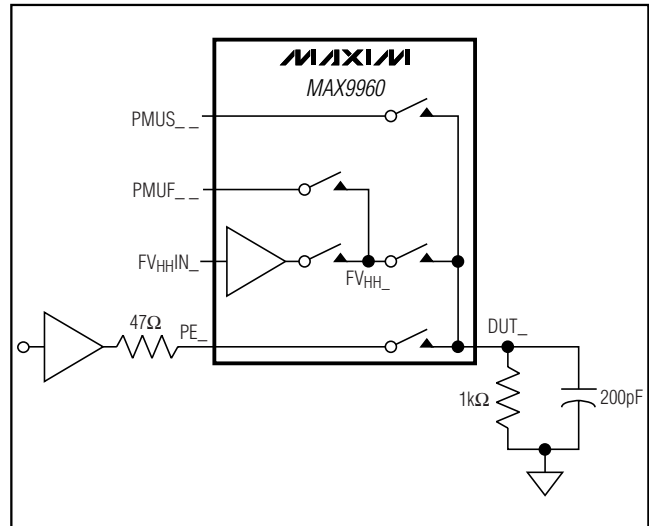 MAXIM
MAX9960
PMUS_ _
PMUF_ _
FVHHIN_
FVHH_
47Ω
PE_
DUT_
1kΩ
200pF